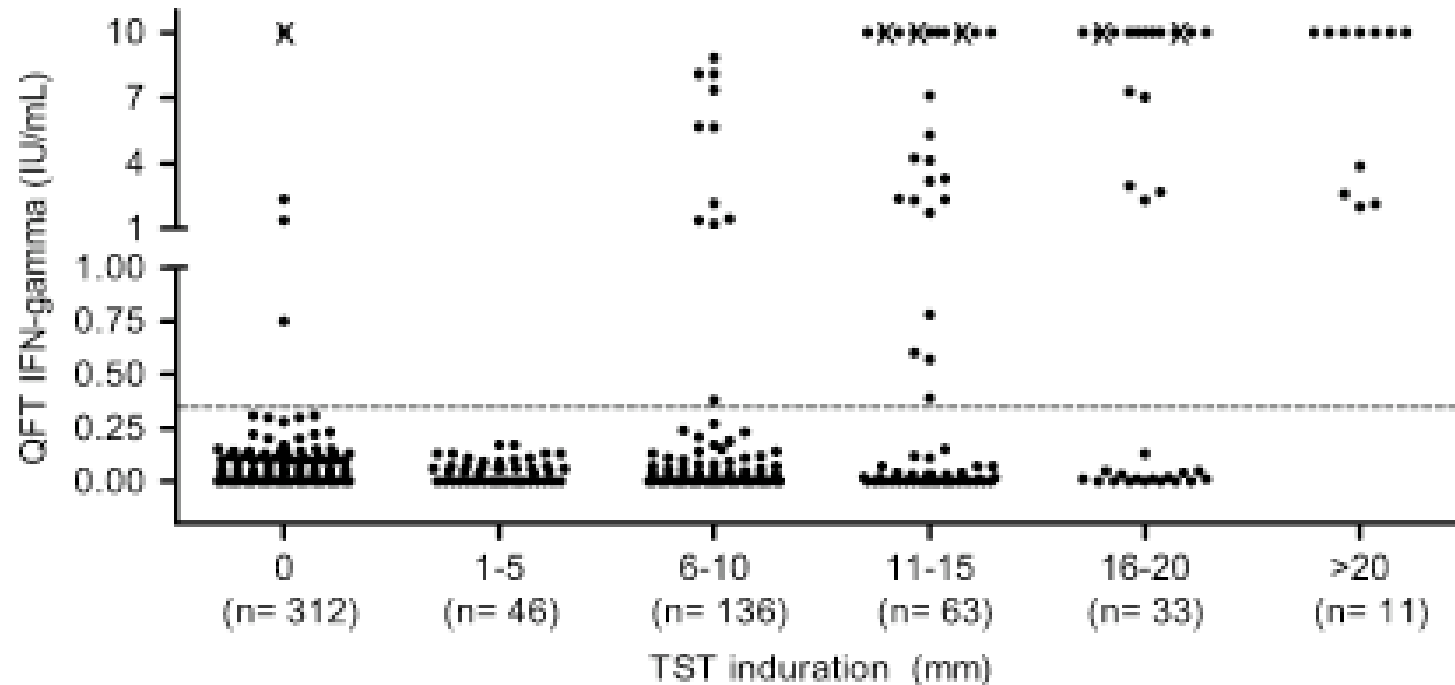 QFT IFN-gamma (IU/mL)
10
7
4
1
1.00
0.75
0.50
0.25
0.00
0 1-5 6-10 11-15 16-20 >20
(n= 312) (n= 46) (n= 136) (n= 63) (n= 33) (n= 11)
TST induration (mm)